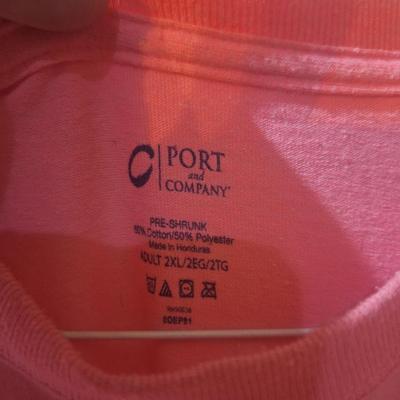 PORT
and
COMPANY
PRE-SHRUNK
50% Cotton/50% Polyester
Made in Honduras
ADULT 2XL/2EG/2TG